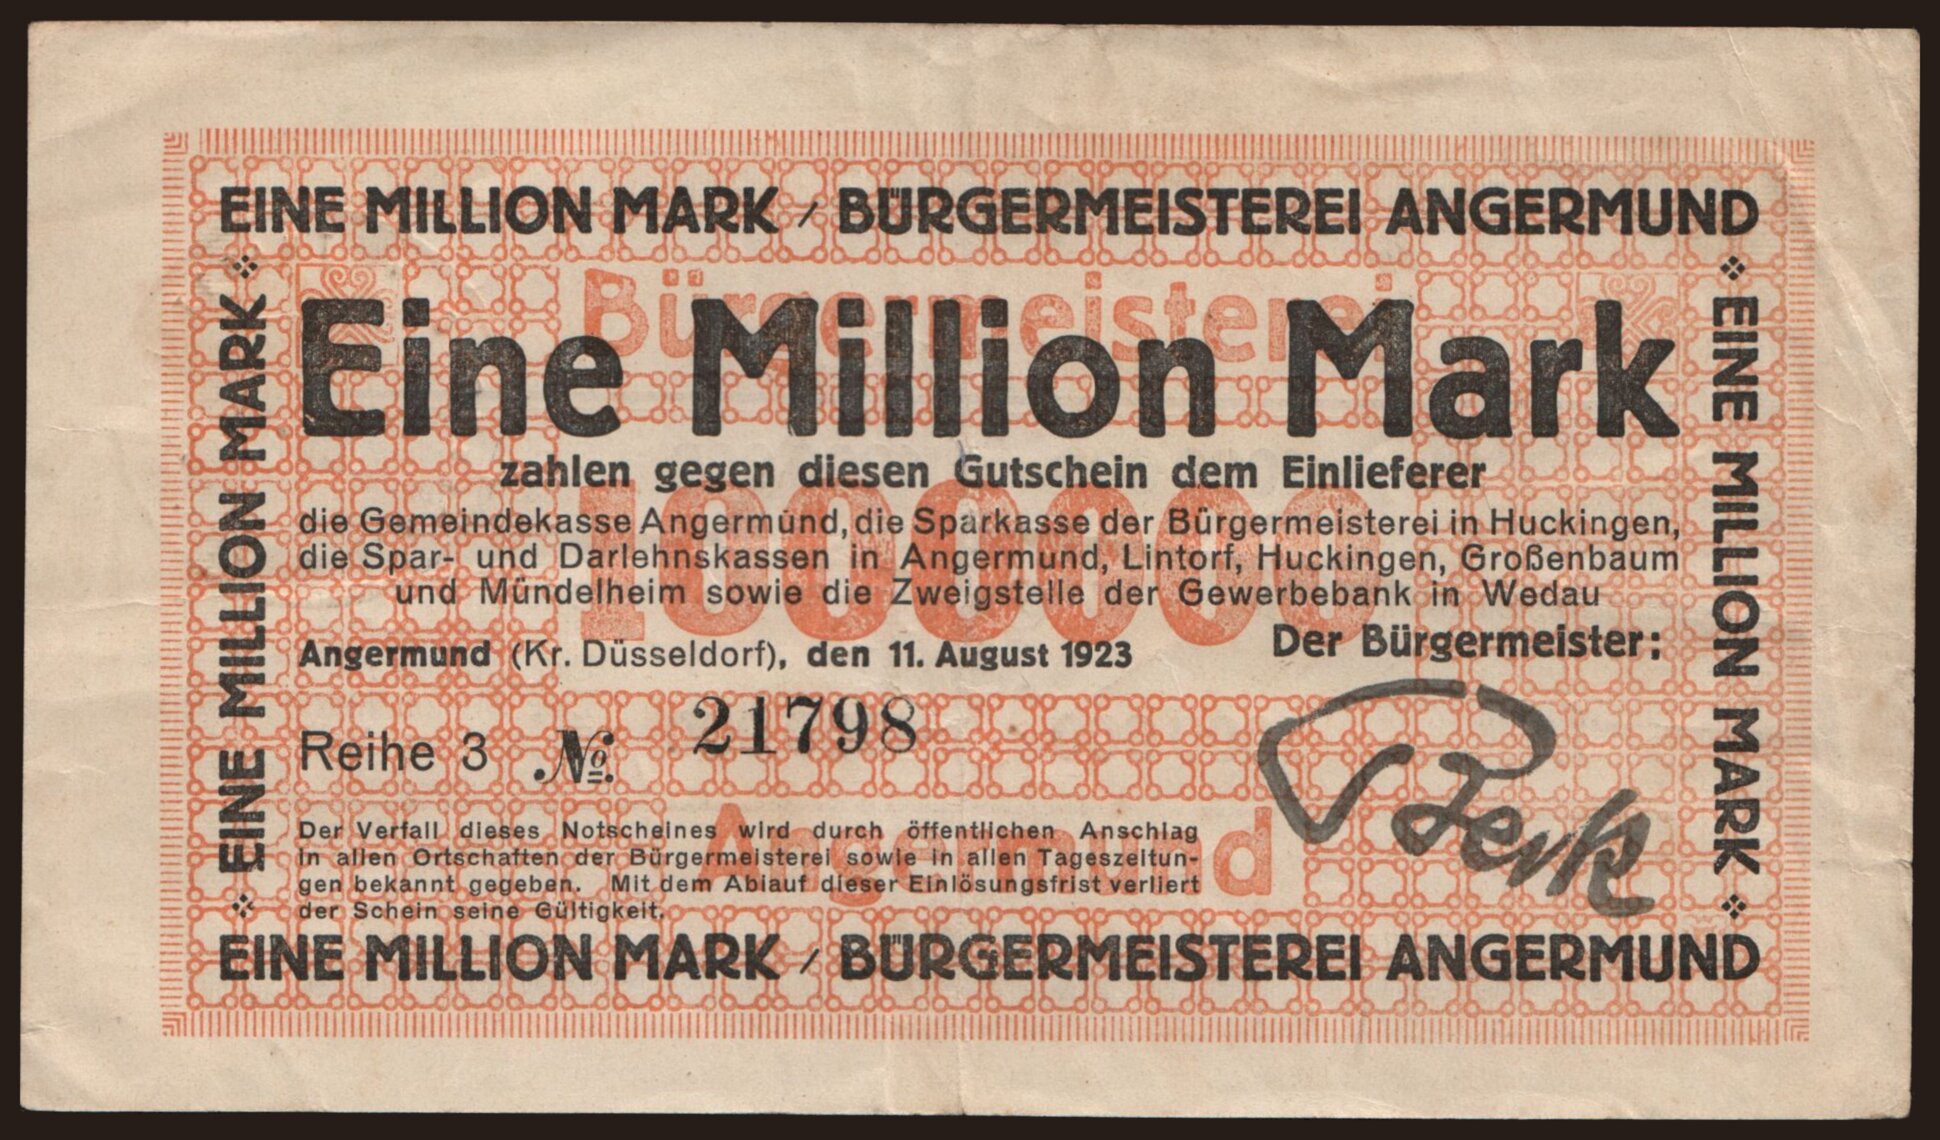 EINE MILLION MARK / BÜRGERMEISTEREI ANGERMUND
EINE MILLION MARK
EINE MILLION MARK
Bürgermeisterei
Eine Million Mark
zahlen gegen diesen Gutschein dem Einlieferer
1000000
die Gemeindekasse Angermund, die Sparkasse der Bürgermeisterei in Huckingen,
die Spar- und Darlehnskassen in Angermund, Lintorf, Huckingen, Großenbaum
und Mündelheim sowie die Zweigstelle der Gewerbebank in Wedau
Angermund (Kr. Düsseldorf), den 11. August 1923
Der Bürgermeister:
Reihe 3 No. 21798
Angermund
Der Verfall dieses Notscheines wird durch öffentlichen Anschlag
in allen Ortschaften der Bürgermeisterei sowie in allen Tageszeitun-
gen bekannt gegeben. Mit dem Ablauf dieser Einlösungsfrist verliert
der Schein seine Gültigkeit.
EINE MILLION MARK / BÜRGERMEISTEREI ANGERMUND